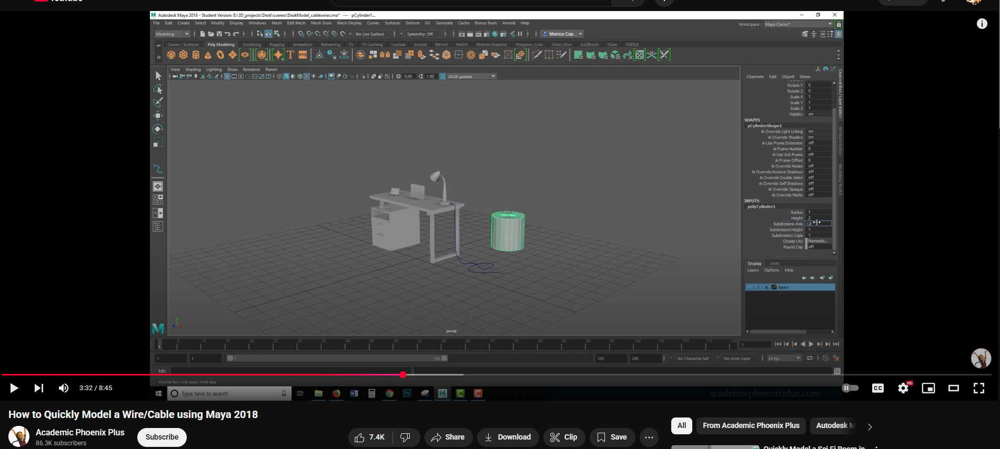 Autodesk Maya 2018 - Student Version: E:\3D_projects\Desk\scenes\DeskModel_cablewires.ma* --- pCylinder1...
File Edit Create Select Modify Display Windows Mesh Edit Mesh Mesh Tools Mesh Display Curves Surfaces Deform UV Generate Cache Bonus Tools Arnold Help
Workspace: Maya Classic*
Modeling No Live Surface Symmetry: Off Monica Cap...
Curves / Surfaces Poly Modeling Sculpting Rigging Animation Rendering FX FX Caching Custom Arnold Bifrost MASH Motion Graphics Polygons_User XGen_User GoZBrush XGen TURTLE
View Shading Lighting Show Renderer Panels
0.00 1.00 sRGB gamma
Channels Edit Object Show
Rotate Y 0
Rotate Z 0
Scale X 1
Scale Y 1
Scale Z 1
Visibility on
SHAPES
pCylinderShape1
Ai Override Light Linking on
Ai Override Shaders on
Ai Use Frame Extension off
Ai Frame Number 0
Ai Use Sub Frame off
Ai Frame Offset 0
Ai Override Nodes off
Ai Override Receive Shadows off
Ai Override Double Sided off
Ai Override Self Shadows off
Ai Override Opaque off
Ai Override Matte off
INPUTS
polyCylinder1
Radius 1
Height 2
Subdivisions Axis 12
Subdivisions Height 1
Subdivisions Caps 1
Create UVs Normaliz...
Round Cap off
Channel Box / Layer Editor
Attribute Editor
Modeling Toolkit
Display Anim
Layers Options Help
P R layer1
persp
1 5 10 15 20 25 30 35 40 45 50 55 60 65 70 75 80 85 90 95 100 105 110 115 120 1
1 1 1 120 120 200 No Character Set No Anim Layer 24 fps
MEL
Channel Box: LMB select, MMB slide
Type here to search
academicphoenixplus.com
3:32 / 8:45
CC HD
How to Quickly Model a Wire/Cable using Maya 2018
Academic Phoenix Plus
86.3K subscribers
Subscribe
7.4K Share Download Clip Save
All From Academic Phoenix Plus Autodesk
Quickly Model a Sci Fi Room in